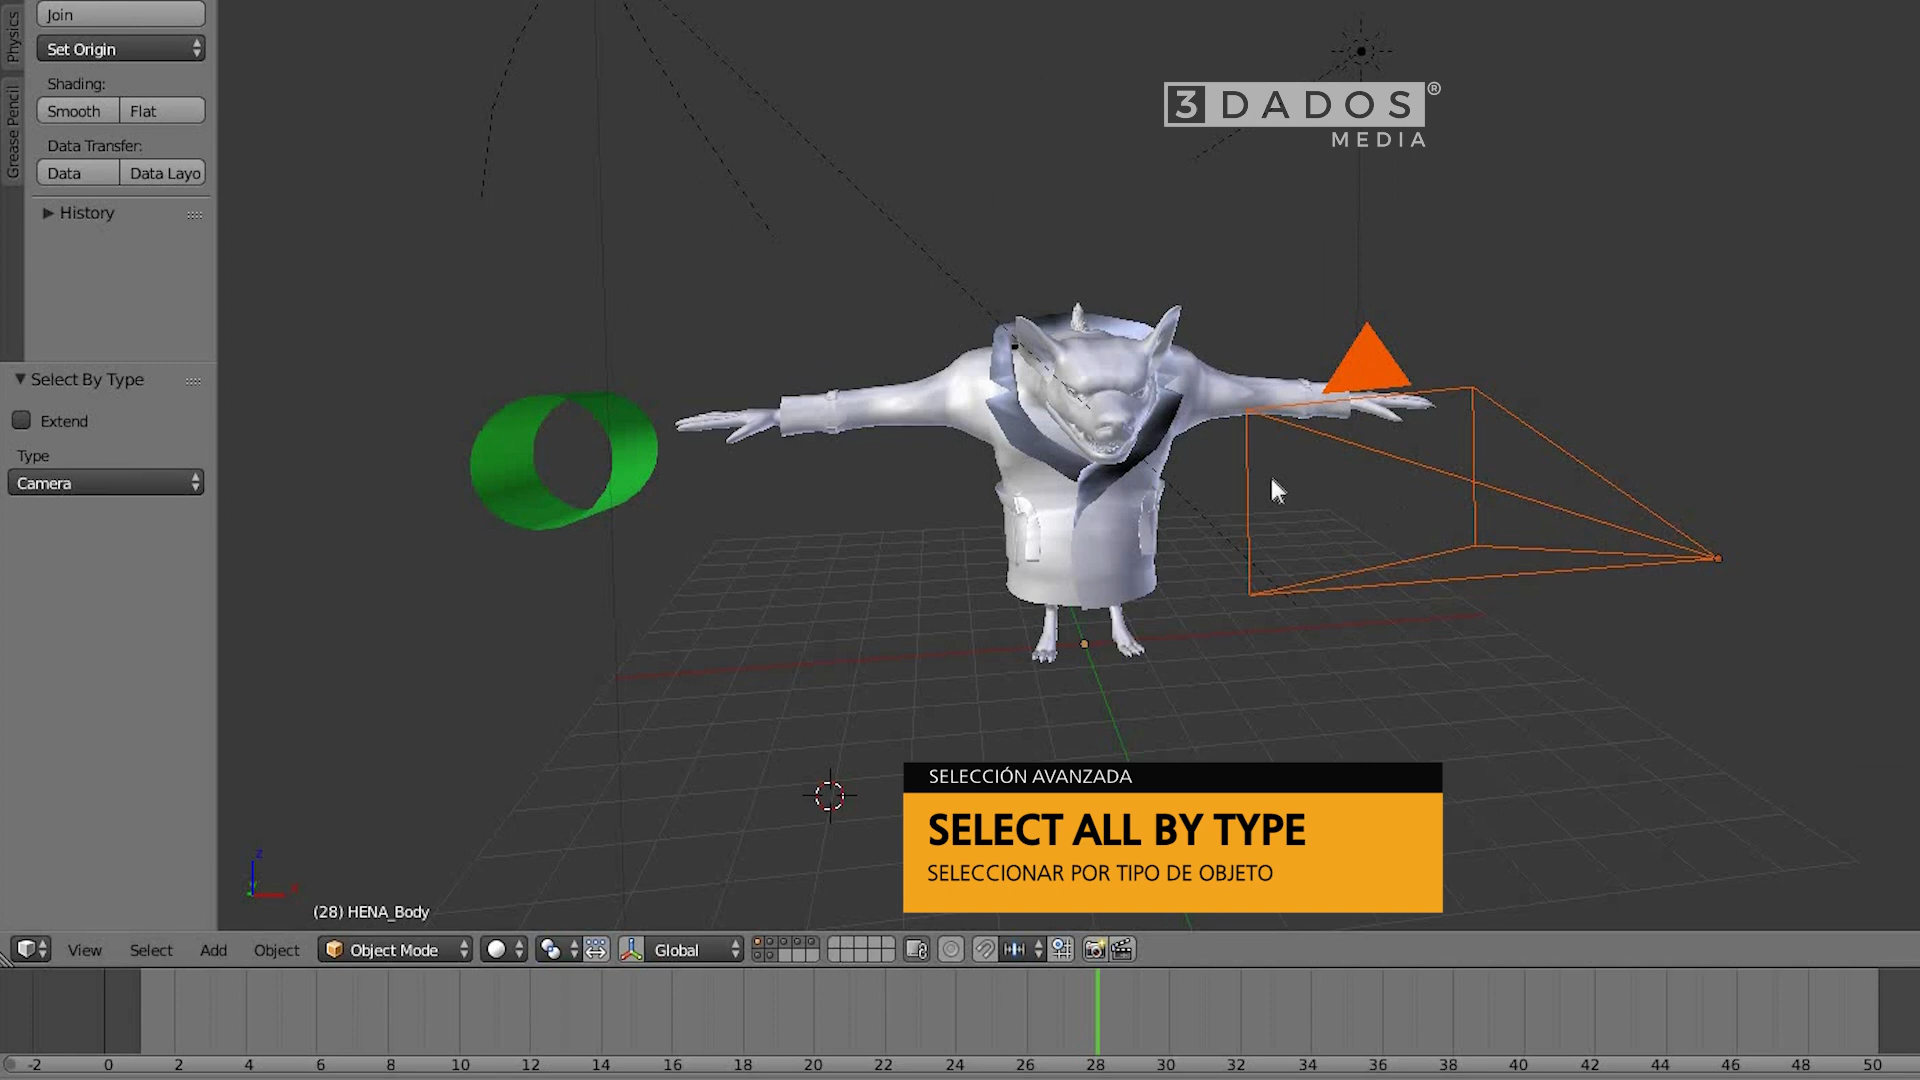 Physics
Grease Pencil
Join
Set Origin
Shading:
Smooth Flat
Data Transfer:
Data Data Layo
History
Select By Type
Extend
Type
Camera
3 DADOS®
MEDIA
SELECCIÓN AVANZADA
SELECT ALL BY TYPE
SELECCIONAR POR TIPO DE OBJETO
z
x
(28) HENA_Body
View Select Add Object Object Mode Global
-2 0 2 4 6 8 10 12 14 16 18 20 22 24 26 28 30 32 34 36 38 40 42 44 46 48 50